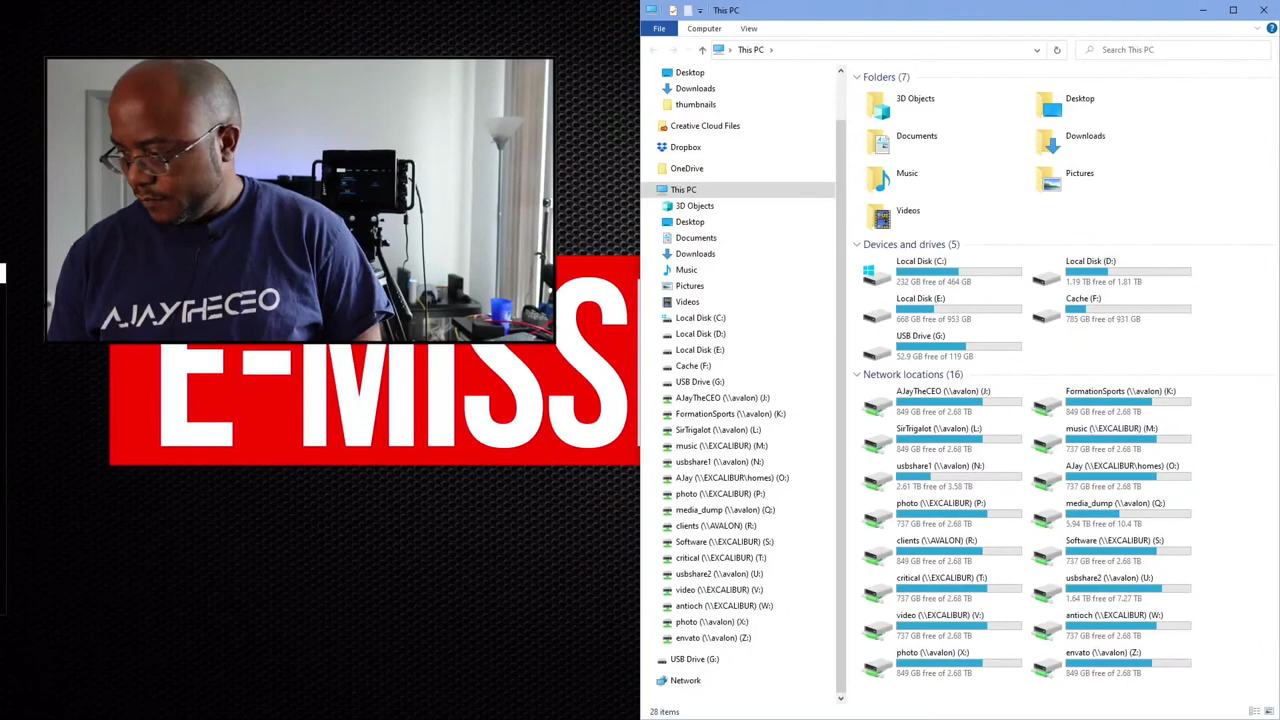 This PC
File
Computer
View
This PC
Search This PC
Desktop
Downloads
thumbnails
Creative Cloud Files
Dropbox
OneDrive
This PC
3D Objects
Desktop
Documents
Downloads
Music
Pictures
Videos
Local Disk (C:)
Local Disk (D:)
Local Disk (E:)
Cache (F:)
USB Drive (G:)
AJayTheCEO (\\avalon) (J:)
FormationSports (\\avalon) (K:)
SirTrigalot (\\avalon) (L:)
music (\\EXCALIBUR) (M:)
usbshare1 (\\avalon) (N:)
AJay (\\EXCALIBUR\homes) (O:)
photo (\\EXCALIBUR) (P:)
media_dump (\\avalon) (Q:)
clients (\\AVALON) (R:)
Software (\\EXCALIBUR) (S:)
critical (\\EXCALIBUR) (T:)
usbshare2 (\\avalon) (U:)
video (\\EXCALIBUR) (V:)
antioch (\\EXCALIBUR) (W:)
photo (\\avalon) (X:)
envato (\\avalon) (Z:)
USB Drive (G:)
Network
28 items
Folders (7)
3D Objects
Desktop
Documents
Downloads
Music
Pictures
Videos
Devices and drives (5)
Local Disk (C:)
232 GB free of 464 GB
Local Disk (D:)
1.19 TB free of 1.81 TB
Local Disk (E:)
668 GB free of 953 GB
Cache (F:)
785 GB free of 931 GB
USB Drive (G:)
52.9 GB free of 119 GB
Network locations (16)
AJayTheCEO (\\avalon) (J:)
849 GB free of 2.68 TB
FormationSports (\\avalon) (K:)
849 GB free of 2.68 TB
SirTrigalot (\\avalon) (L:)
849 GB free of 2.68 TB
music (\\EXCALIBUR) (M:)
737 GB free of 2.68 TB
usbshare1 (\\avalon) (N:)
2.61 TB free of 3.58 TB
AJay (\\EXCALIBUR\homes) (O:)
737 GB free of 2.68 TB
photo (\\EXCALIBUR) (P:)
737 GB free of 2.68 TB
media_dump (\\avalon) (Q:)
5.94 TB free of 10.4 TB
clients (\\AVALON) (R:)
849 GB free of 2.68 TB
Software (\\EXCALIBUR) (S:)
737 GB free of 2.68 TB
critical (\\EXCALIBUR) (T:)
737 GB free of 2.68 TB
usbshare2 (\\avalon) (U:)
1.64 TB free of 7.27 TB
video (\\EXCALIBUR) (V:)
737 GB free of 2.68 TB
antioch (\\EXCALIBUR) (W:)
737 GB free of 2.68 TB
photo (\\avalon) (X:)
849 GB free of 2.68 TB
envato (\\avalon) (Z:)
849 GB free of 2.68 TB
AJAYTHECEO
E-MISS